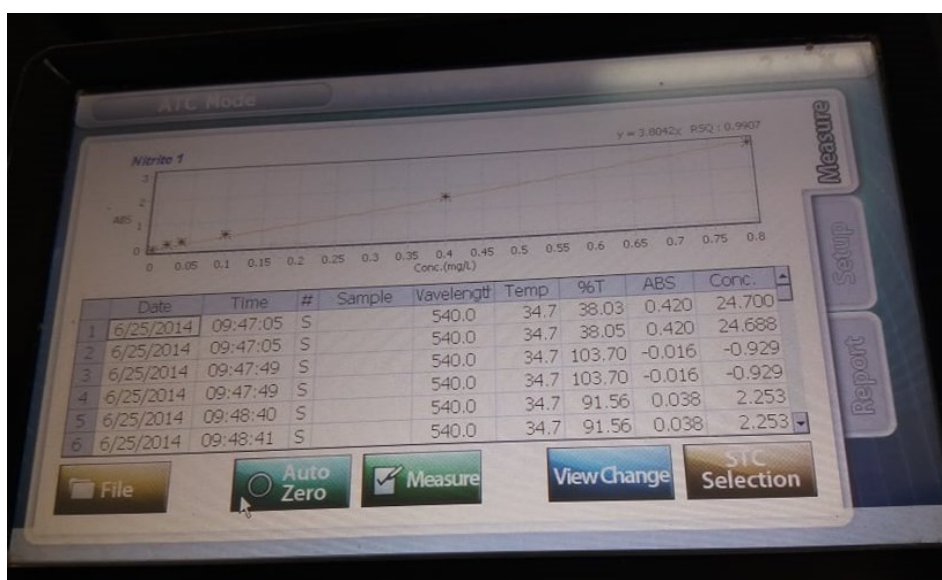 ATC Mode
Nitrito 1
y = 3.8042x RSQ : 0.9907
3
2
ABS
1
0
0 0.05 0.1 0.15 0.2 0.25 0.3 0.35 0.4 0.45 0.5 0.55 0.6 0.65 0.7 0.75 0.8
Conc.(mg/L)
Date Time # Sample Wavelengtl Temp %T ABS Conc.
1 6/25/2014 09:47:05 S 540.0 34.7 38.03 0.420 24.700
2 6/25/2014 09:47:05 S 540.0 34.7 38.05 0.420 24.688
3 6/25/2014 09:47:49 S 540.0 34.7 103.70 -0.016 -0.929
4 6/25/2014 09:47:49 S 540.0 34.7 103.70 -0.016 -0.929
5 6/25/2014 09:48:40 S 540.0 34.7 91.56 0.038 2.253
6 6/25/2014 09:48:41 S 540.0 34.7 91.56 0.038 2.253
File
Auto Zero
Measure
View Change
STC Selection
Measure
Setup
Report